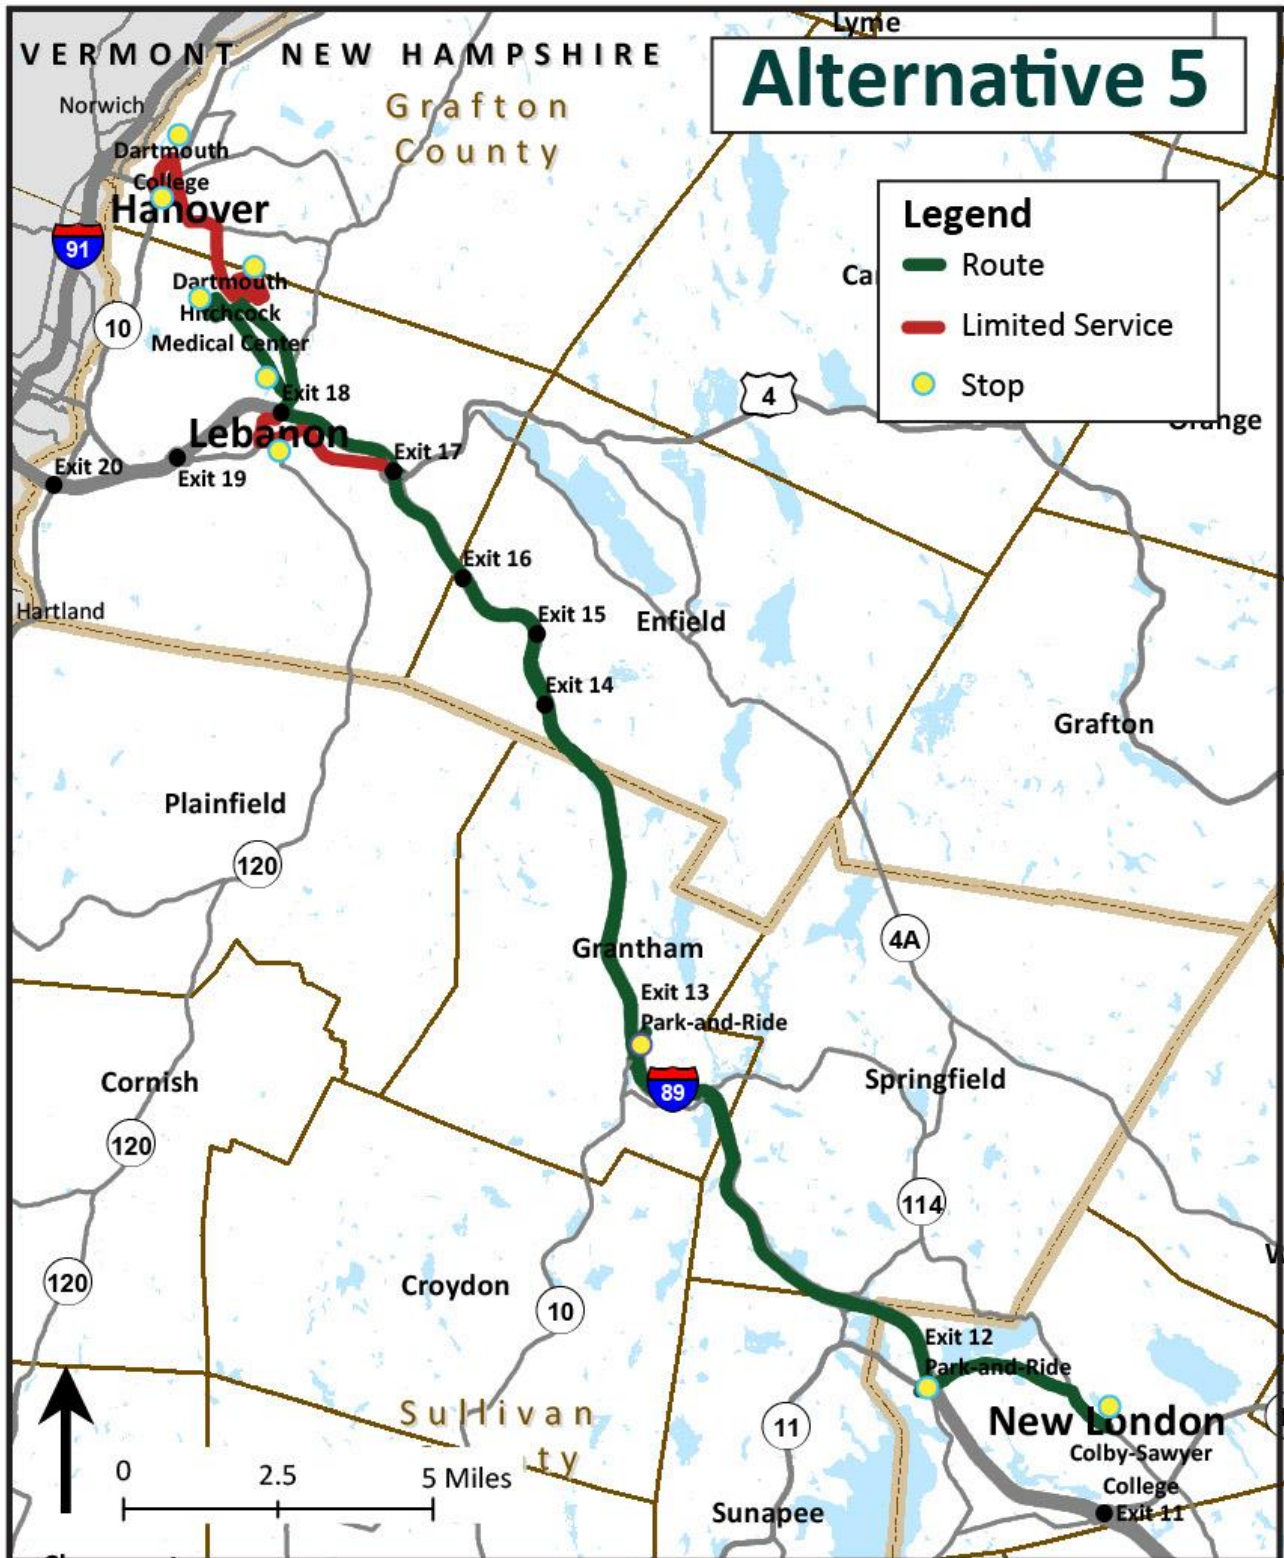 Lyme
VERMONT NEW HAMPSHIRE
Alternative 5
Norwich
Grafton
County
Dartmouth
College
Hanover
Legend
Route
Limited Service
Stop
91
Dartmouth
Hitchcock
Medical Center
10
Ca
4
Orange
Exit 18
Lebanon
Exit 17
Exit 20
Exit 19
Exit 16
Hartland
Exit 15
Enfield
Exit 14
Grafton
Plainfield
120
4A
Grantham
Exit 13
Park-and-Ride
Cornish
89
Springfield
120
114
120
Croydon
10
W
Exit 12
Park-and-Ride
Sullivan
ty
11
New London
Colby-Sawyer
College
0 2.5 5 Miles
Sunapee
Exit 11